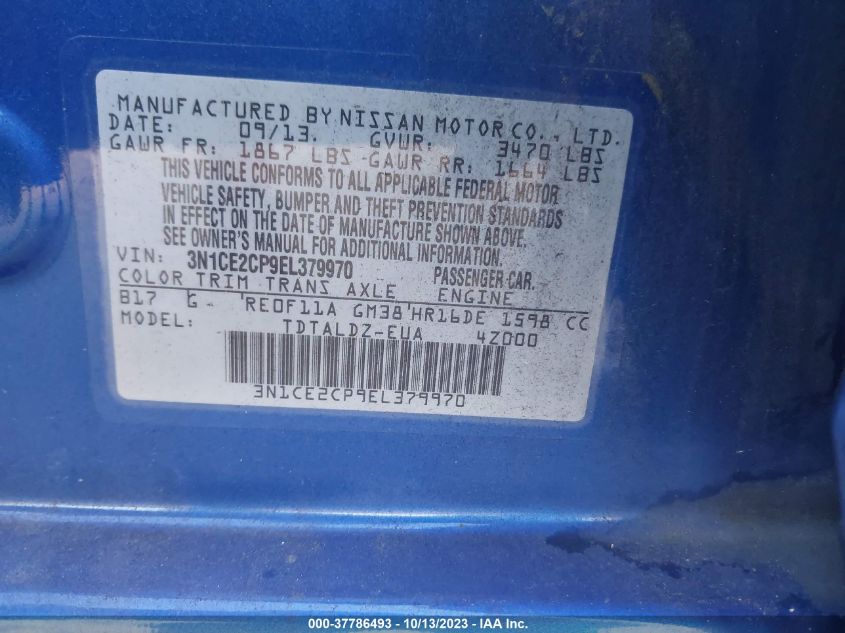 MANUFACTURED BY NISSAN MOTOR CO., LTD.
DATE: 09/13. GVWR: 3470 LBS
GAWR FR: 1867 LBS GAWR RR: 1664 LBS
THIS VEHICLE CONFORMS TO ALL APPLICABLE FEDERAL MOTOR
VEHICLE SAFETY, BUMPER AND THEFT PREVENTION STANDARDS
IN EFFECT ON THE DATE OF MANUFACTURE SHOWN ABOVE.
SEE OWNER'S MANUAL FOR ADDITIONAL INFORMATION
VIN: 3N1CE2CP9EL379970 PASSENGER CAR.
COLOR TRIM TRANS AXLE ENGINE
B17 G RE0F11A GM38 HR16DE 1598 CC
MODEL: TDTALDZ-EUA 4Z000
3N1CE2CP9EL379970
000-37786493 - 10/13/2023 - IAA Inc.